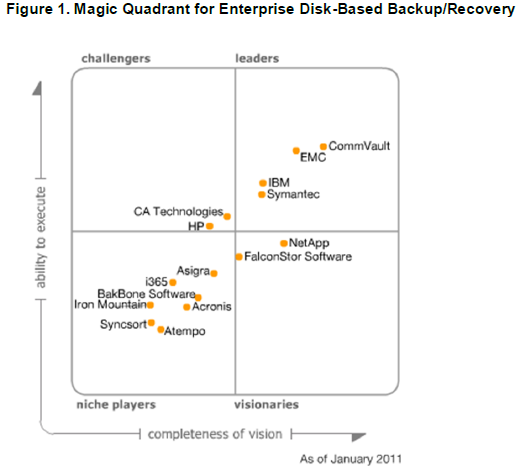 Figure 1. Magic Quadrant for Enterprise Disk-Based Backup/Recovery
challengers
leaders
CommVault
EMC
IBM
Symantec
CA Technologies
HP
NetApp
FalconStor Software
Asigra
i365
BakBone Software
Iron Mountain
Acronis
Syncsort
Atempo
ability to execute
niche players
visionaries
completeness of vision
As of January 2011